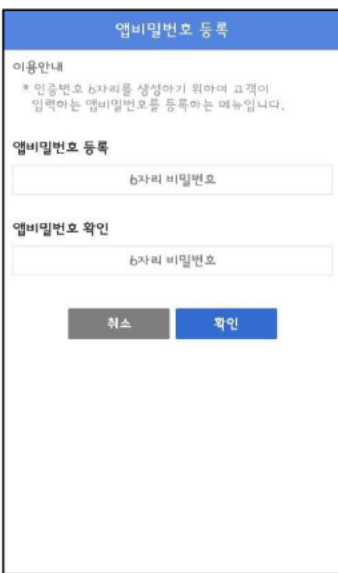 앱비밀번호 등록
이용안내
* 인증번호 6자리를 생성하기 위하여 고객이
입력하는 앱비밀번호를 등록하는 메뉴입니다.
앱비밀번호 등록
6자리 비밀번호
앱비밀번호 확인
6자리 비밀번호
취소
확인